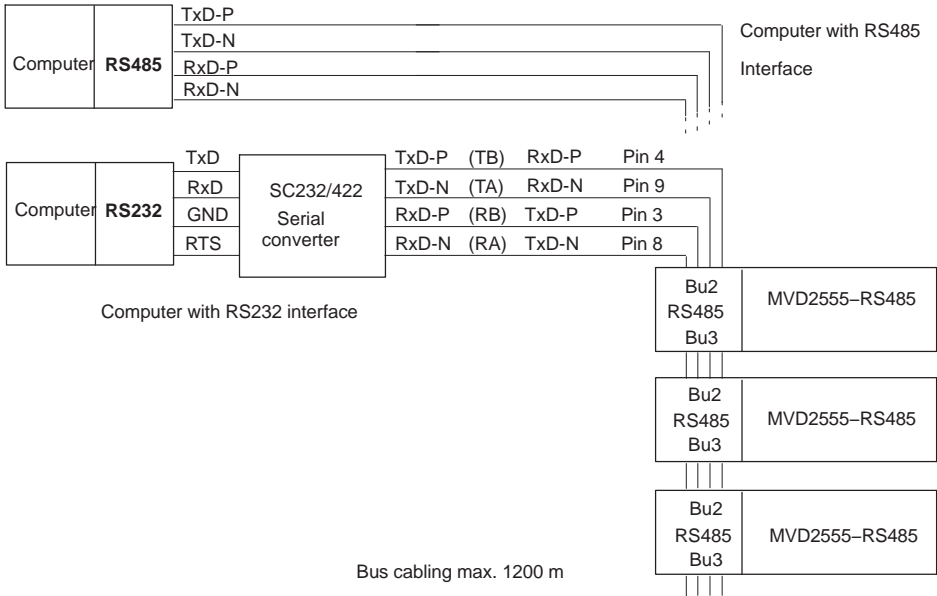 TxD-P
TxD-N
Computer RS485
RxD-P
RxD-N
Computer with RS485
Interface
TxD TxD-P (TB) RxD-P Pin 4
RxD SC232/422 TxD-N (TA) RxD-N Pin 9
Computer RS232
GND Serial RxD-P (RB) TxD-P Pin 3
RTS converter RxD-N (RA) TxD-N Pin 8
Computer with RS232 interface
Bu2
RS485
Bu3
MVD2555–RS485
Bu2
RS485
Bu3
MVD2555–RS485
Bu2
RS485
Bu3
MVD2555–RS485
Bus cabling max. 1200 m